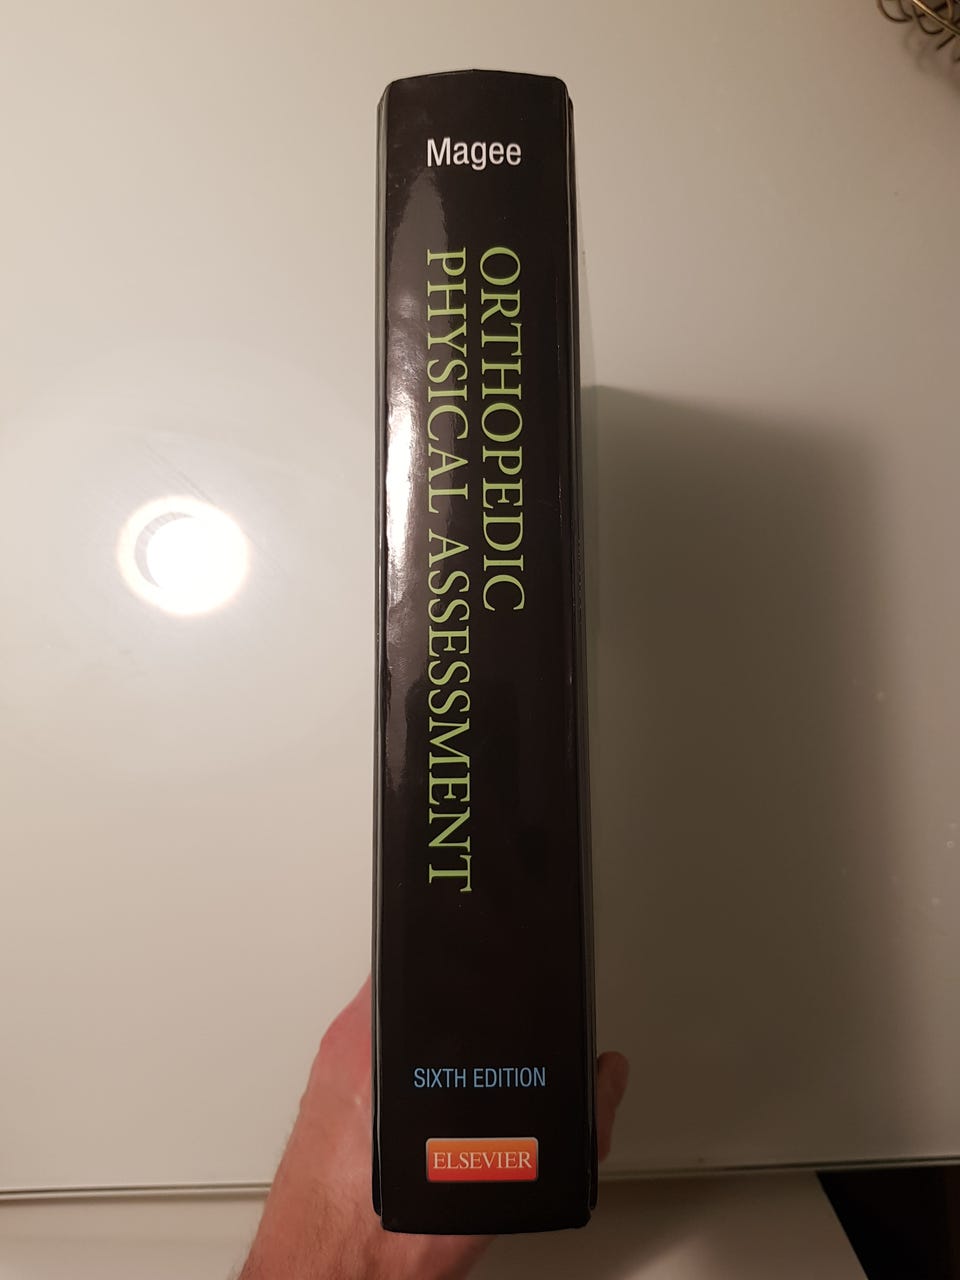 Magee
ORTHOPEDIC
PHYSICAL ASSESSMENT
SIXTH EDITION
ELSEVIER